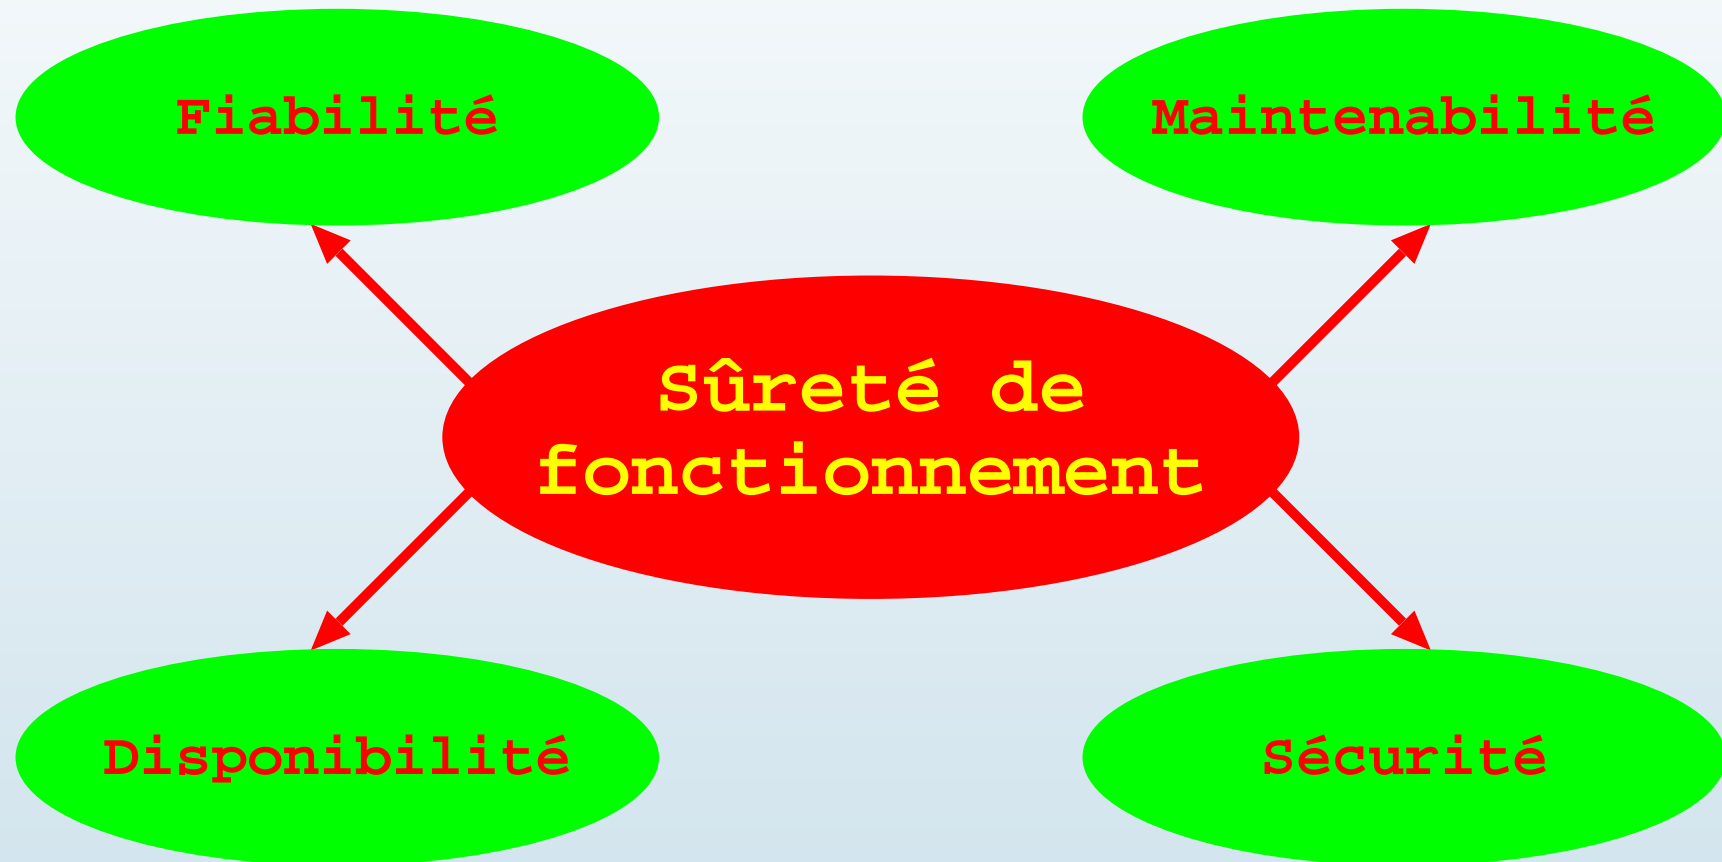 Fiabilité
Maintenabilité
Sûreté de
fonctionnement
Disponibilité
Sécurité